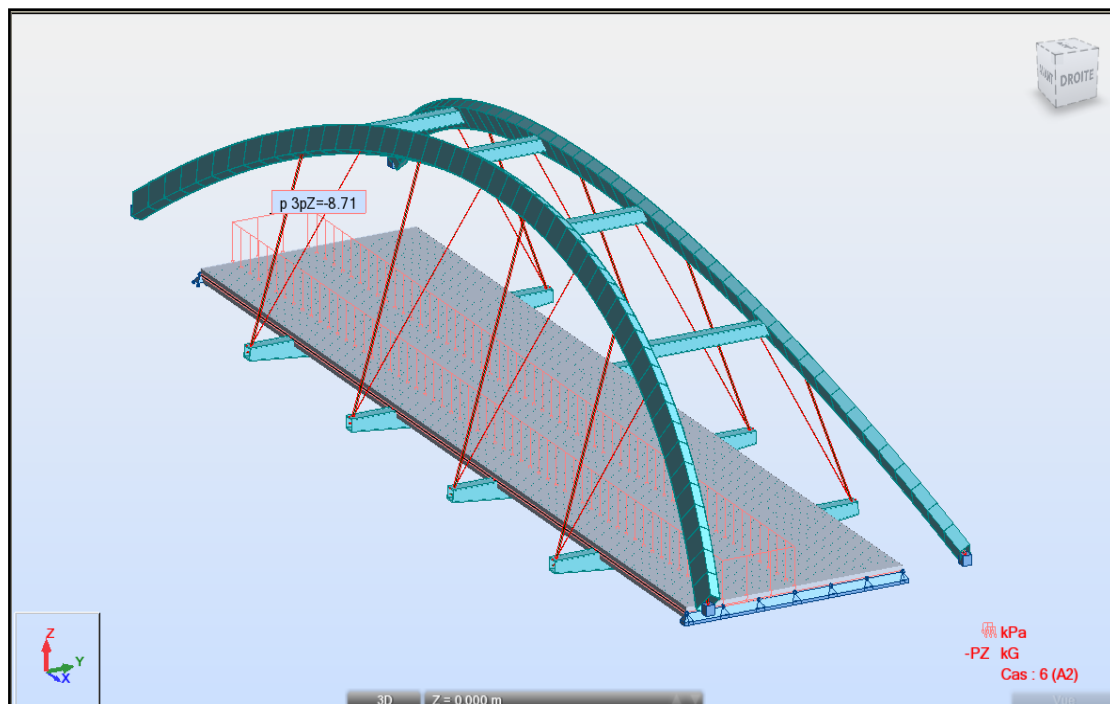 DROITE
p 3pZ=-8.71
Z
Y
X
kPa
-PZ kG
Cas : 6 (A2)
3D Z = 0.000 m